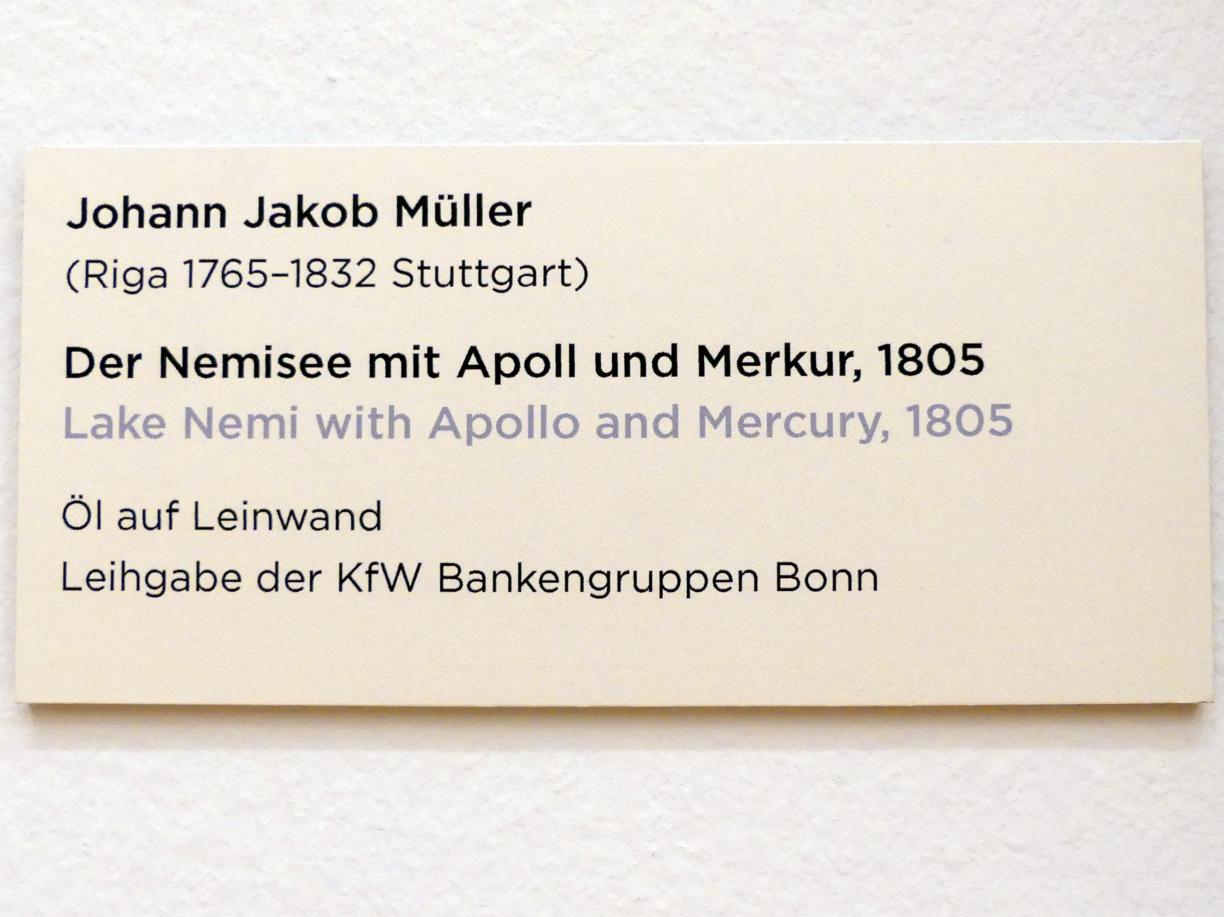 Johann Jakob Müller
(Riga 1765–1832 Stuttgart)
Der Nemisee mit Apoll und Merkur, 1805
Lake Nemi with Apollo and Mercury, 1805
Öl auf Leinwand
Leihgabe der KfW Bankengruppen Bonn